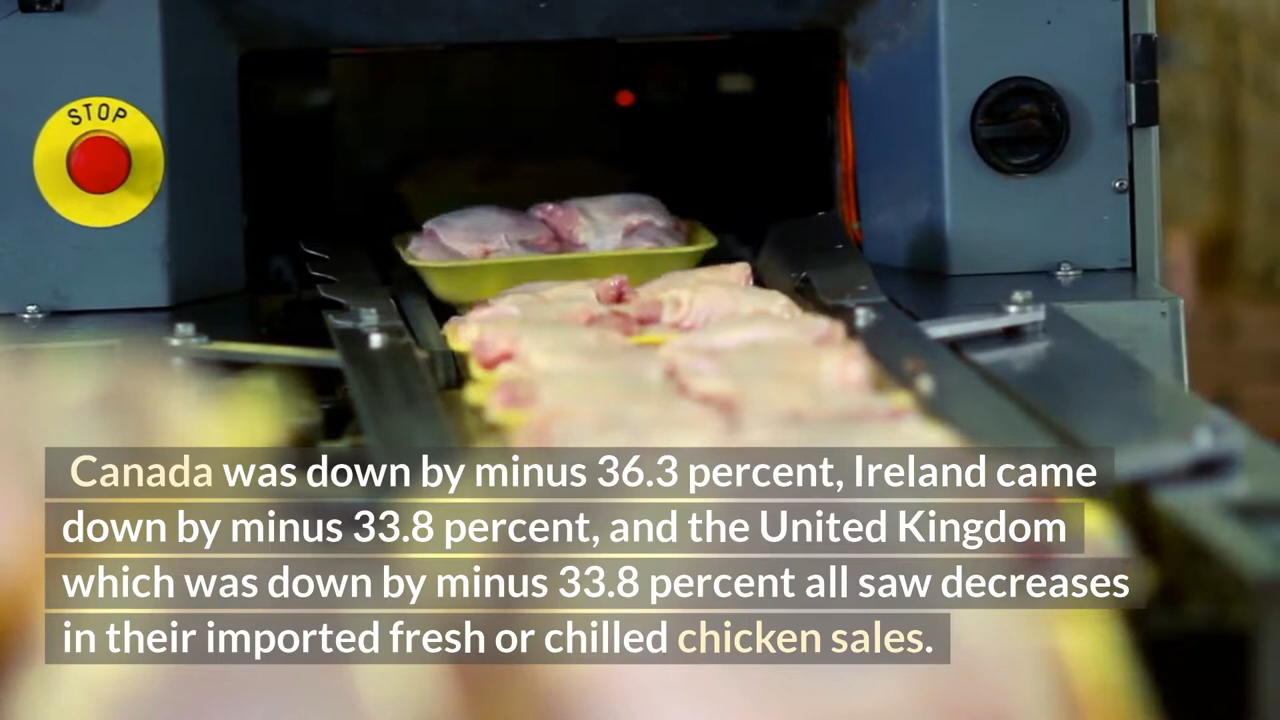 STOP
Canada was down by minus 36.3 percent, Ireland came
down by minus 33.8 percent, and the United Kingdom
which was down by minus 33.8 percent all saw decreases
in their imported fresh or chilled chicken sales.